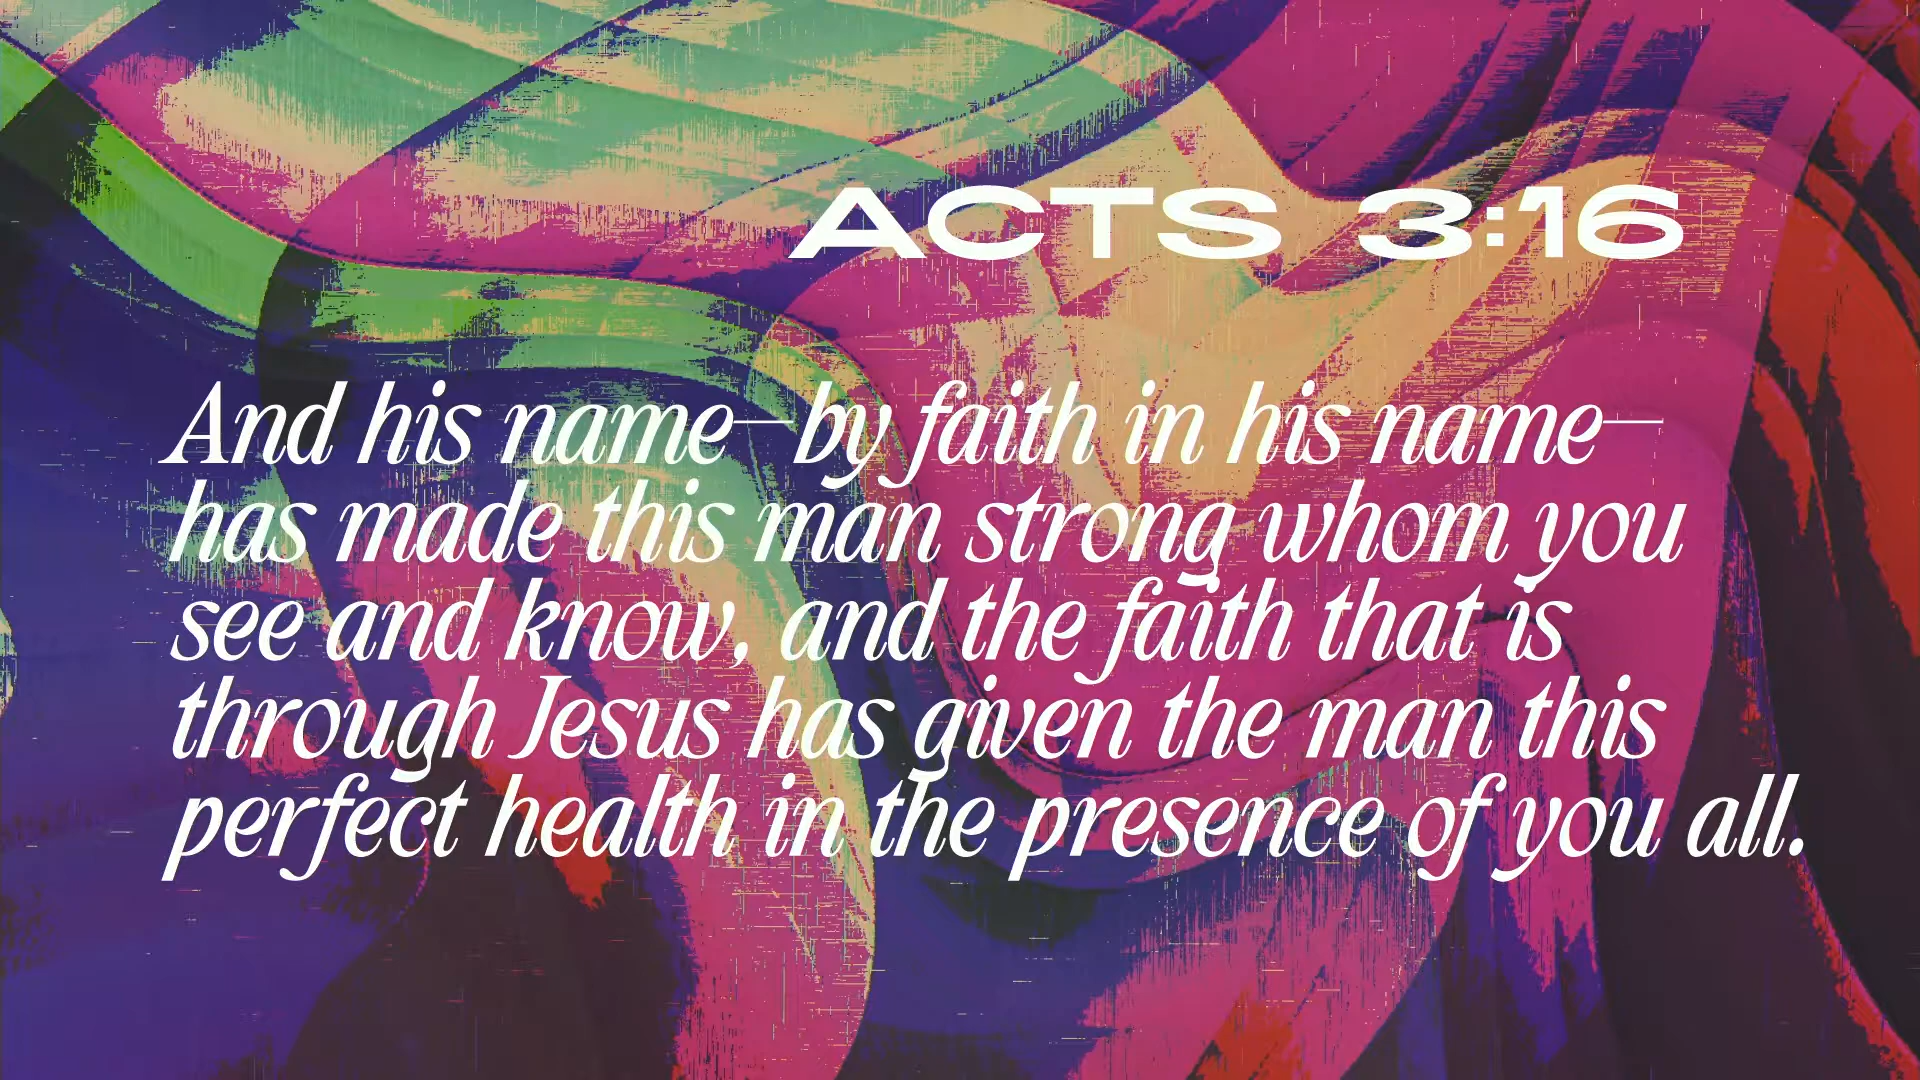 ACTS 3:16
And his name—by faith in his name—
has made this man strong whom you
see and know, and the faith that is
through Jesus has given the man this
perfect health in the presence of you all.